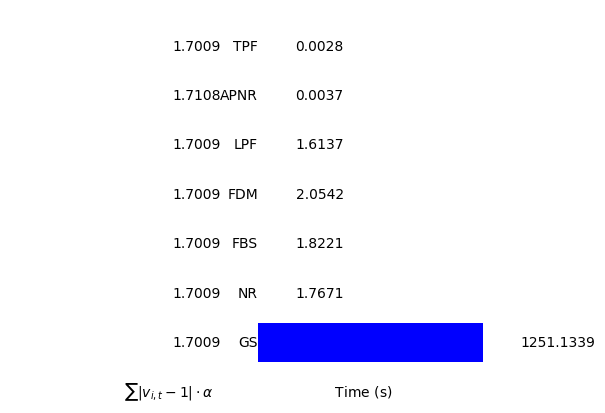 1.7009 TPF 0.0028
1.7108 APNR 0.0037
1.7009 LPF 1.6137
1.7009 FDM 2.0542
1.7009 FBS 1.8221
1.7009 NR 1.7671
1.7009 GS 1251.1339
∑|v_{i,t} − 1| · α Time (s)